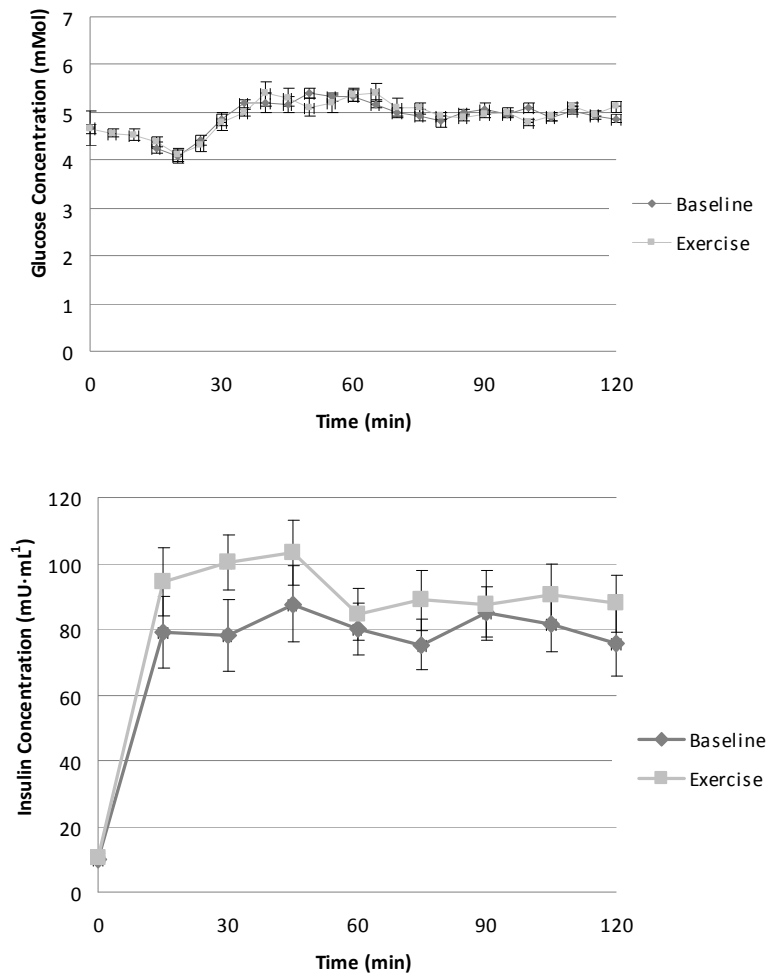 Glucose Concentration (mMol)
7
6
5
4
3
2
1
0
0 30 60 90 120
Time (min)
Baseline
Exercise
Insulin Concentration (mU·mL¹)
120
100
80
60
40
20
0
0 30 60 90 120
Time (min)
Baseline
Exercise